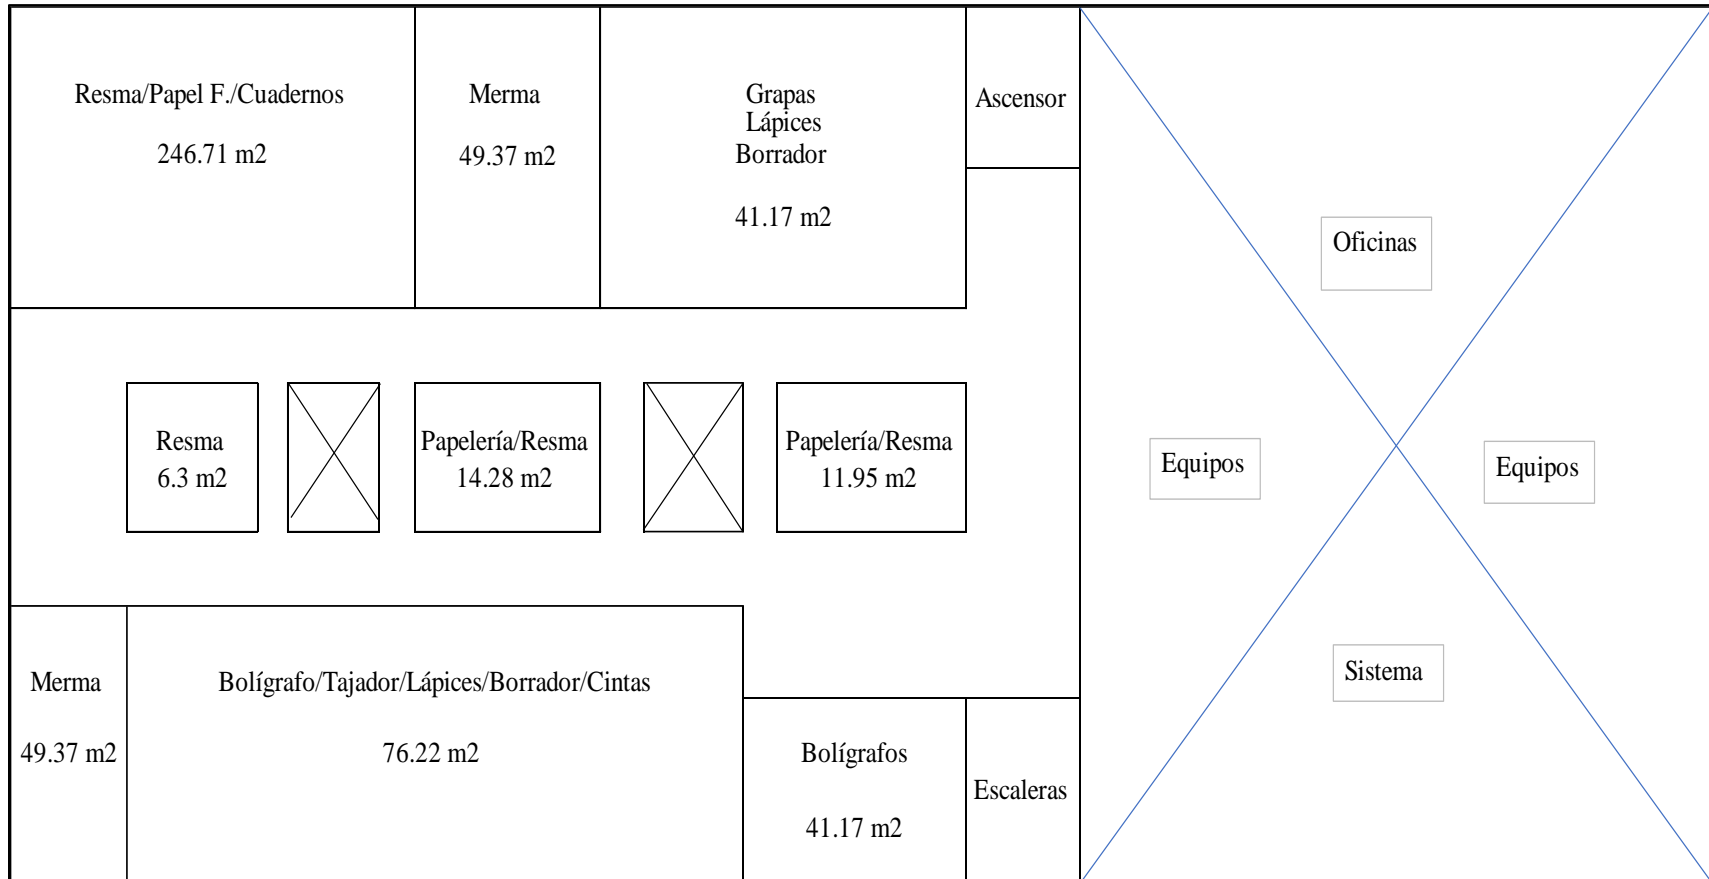 Resma/Papel F./Cuadernos
246.71 m2
Merma
49.37 m2
Grapas
Lápices
Borrador
41.17 m2
Ascensor
Oficinas
Resma
6.3 m2
Papelería/Resma
14.28 m2
Papelería/Resma
11.95 m2
Equipos
Equipos
Merma
49.37 m2
Bolígrafo/Tajador/Lápices/Borrador/Cintas
76.22 m2
Bolígrafos
41.17 m2
Escaleras
Sistema